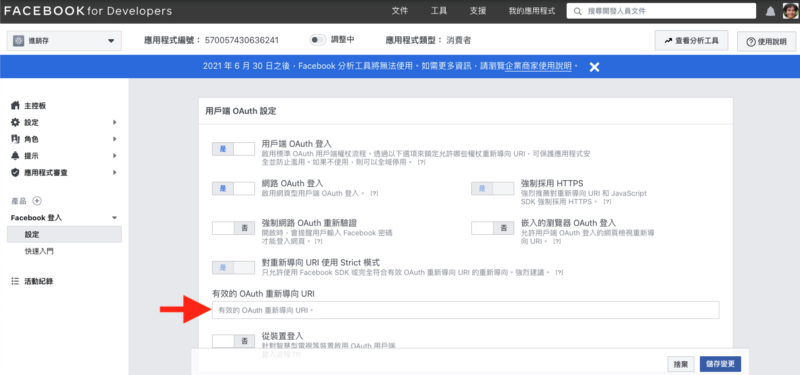 FACEBOOK for Developers
文件
工具
支援
我的應用程式
搜尋開發人員文件
進銷存
應用程式編號：570057430636241
調整中
應用程式類型：消費者
查看分析工具
使用說明
2021 年 6 月 30 日之後，Facebook 分析工具將無法使用。如需更多資訊，請瀏覽企業商家使用說明。
主控板
設定
角色
提示
應用程式審查
產品
Facebook 登入
設定
快速入門
活動紀錄
用戶端 OAuth 設定
是
用戶端 OAuth 登入
啟用標準 OAuth 用戶端權杖流程。透過以下選項來鎖定允許哪些權杖重新導向 URI，可保護應用程式安
全並防止濫用。如果不使用，則可以全域停用。 [?]
是
網路 OAuth 登入
啟用網頁型用戶端 OAuth 登入。 [?]
是
強制採用 HTTPS
強烈推薦對重新導向 URI 和 JavaScript
SDK 強制採用 HTTPS。 [?]
否
強制網路 OAuth 重新驗證
開啟時，會提醒用戶輸入 Facebook 密碼
才能登入網頁。 [?]
否
嵌入的瀏覽器 OAuth 登入
允許用戶端 OAuth 登入的網頁檢視重新導
向 URI。 [?]
是
對重新導向 URI 使用 Strict 模式
只允許使用 Facebook SDK 或完全符合有效 OAuth 重新導向 URI 的重新導向。強烈建議。 [?]
有效的 OAuth 重新導向 URI
有效的 OAuth 重新導向 URI。
否
從裝置登入
針對智慧型電視等裝置啟用 OAuth 用戶端
登入流程 [?]
捨棄
儲存變更